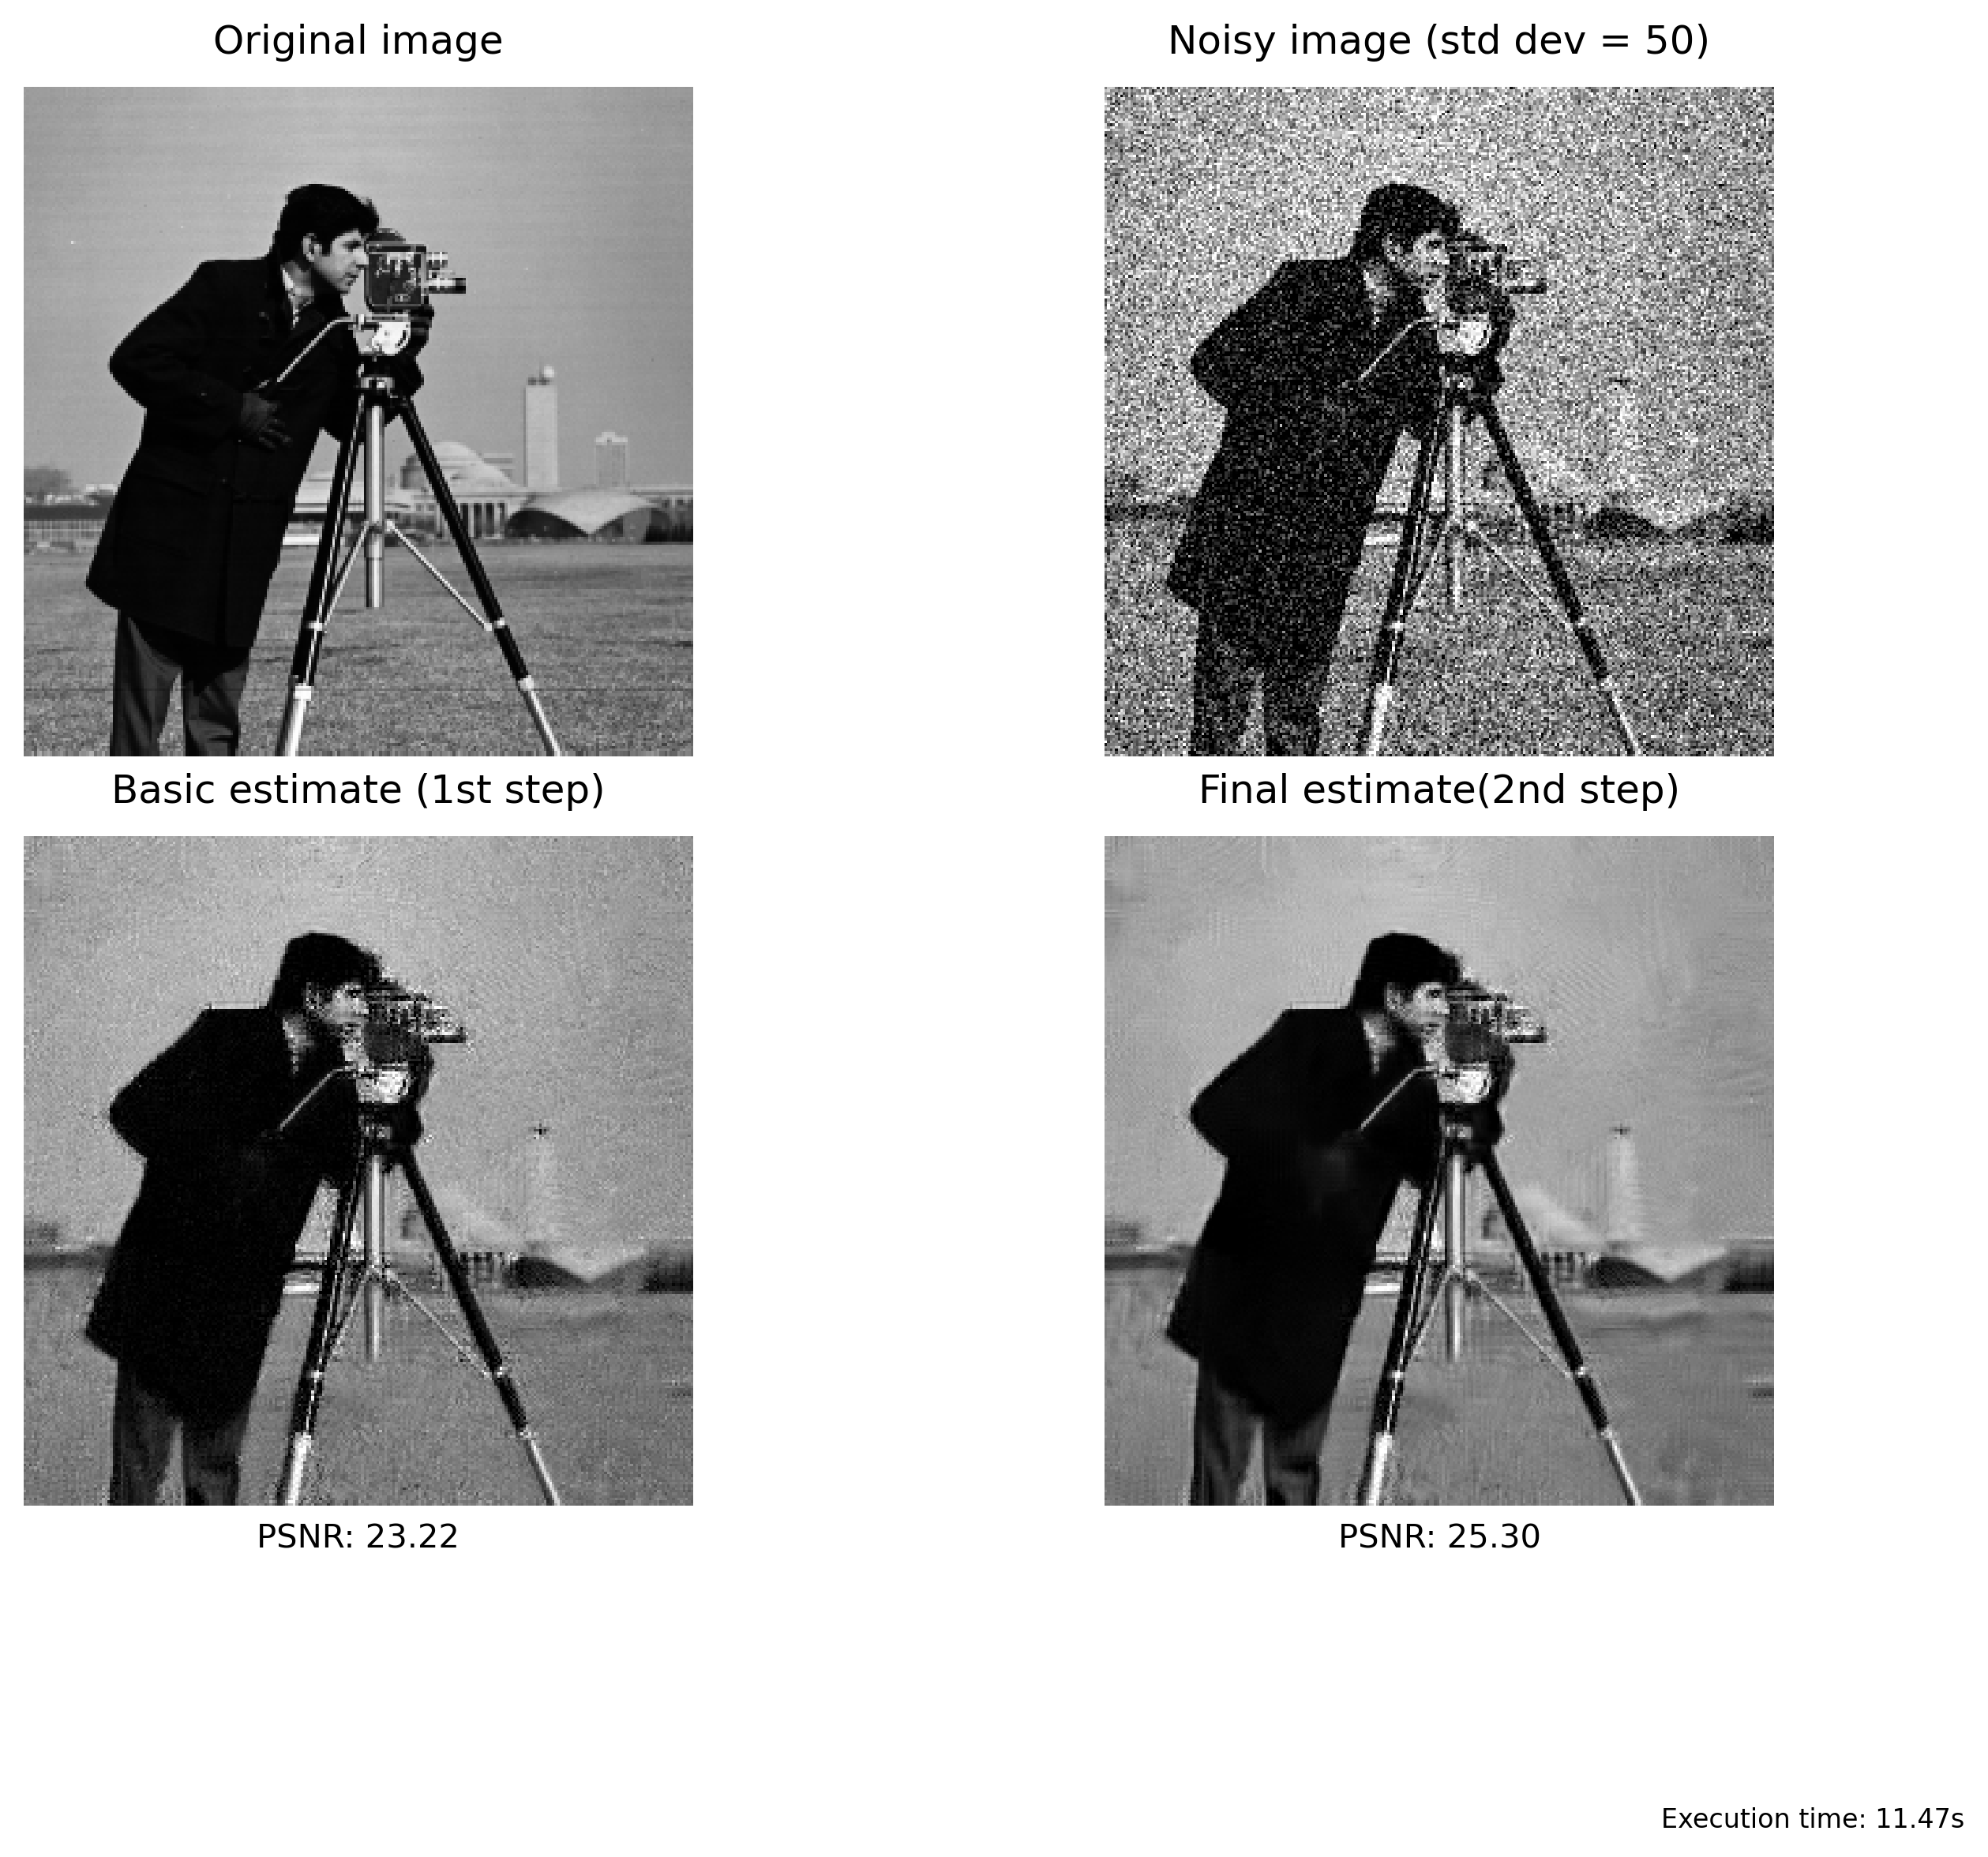 Original image
Noisy image (std dev = 50)
Basic estimate (1st step)
Final estimate(2nd step)
PSNR: 23.22
PSNR: 25.30
Execution time: 11.47s